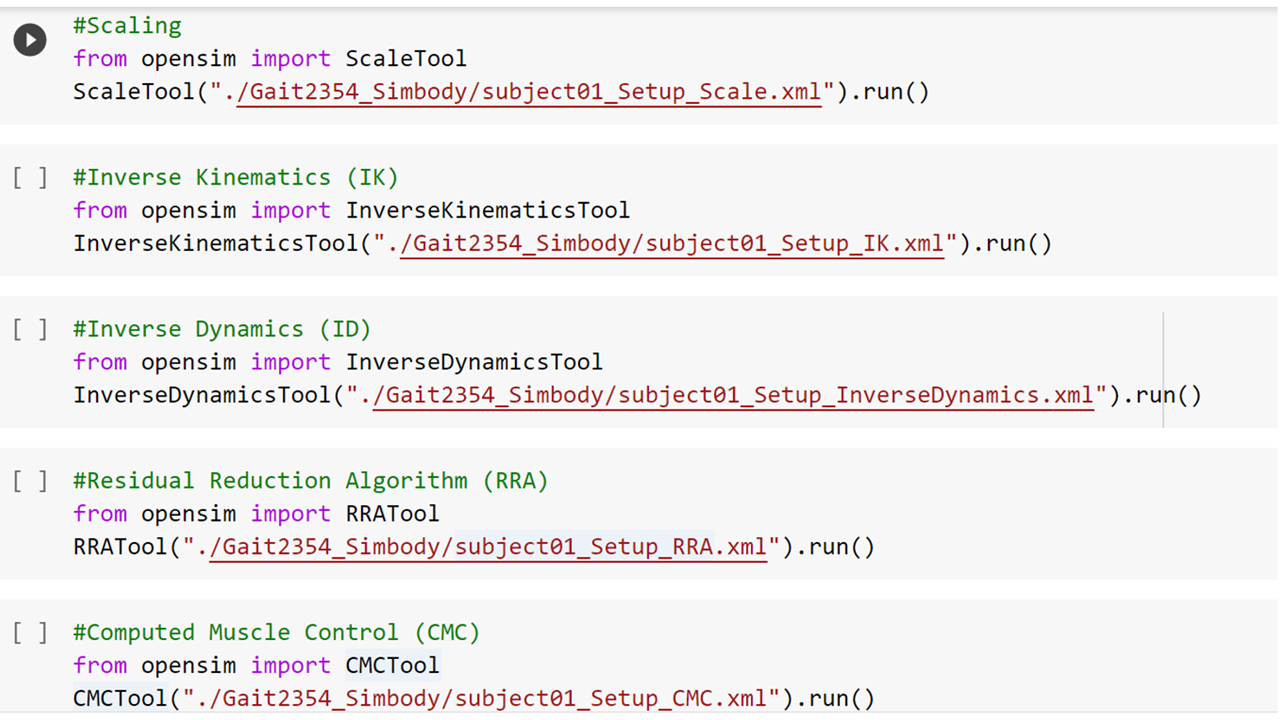 #Scaling
from opensim import ScaleTool
ScaleTool("./Gait2354_Simbody/subject01_Setup_Scale.xml").run()
[ ] #Inverse Kinematics (IK)
from opensim import InverseKinematicsTool
InverseKinematicsTool("./Gait2354_Simbody/subject01_Setup_IK.xml").run()
[ ] #Inverse Dynamics (ID)
from opensim import InverseDynamicsTool
InverseDynamicsTool("./Gait2354_Simbody/subject01_Setup_InverseDynamics.xml").run()
[ ] #Residual Reduction Algorithm (RRA)
from opensim import RRATool
RRATool("./Gait2354_Simbody/subject01_Setup_RRA.xml").run()
[ ] #Computed Muscle Control (CMC)
from opensim import CMCTool
CMCTool("./Gait2354_Simbody/subject01_Setup_CMC.xml").run()